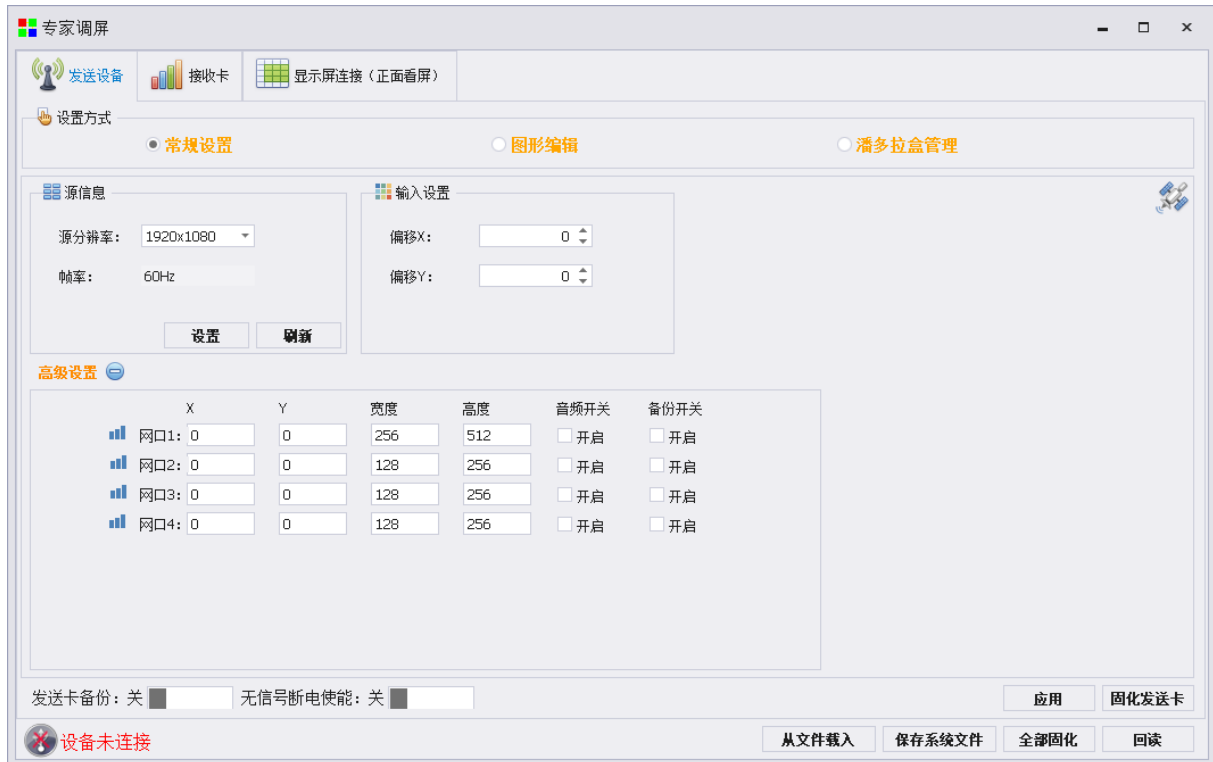 专家调屏
发送设备 接收卡 显示屏连接（正面看屏）
设置方式
常规设置 图形编辑 潘多拉盒管理
源信息 输入设置
源分辨率： 1920x1080 偏移X： 0
帧率： 60Hz 偏移Y： 0
设置 刷新
高级设置
X Y 宽度 高度 音频开关 备份开关
网口1： 0 0 256 512 开启 开启
网口2： 0 0 128 256 开启 开启
网口3： 0 0 128 256 开启 开启
网口4： 0 0 128 256 开启 开启
发送卡备份：关 无信号断电使能：关 应用 固化发送卡
设备未连接 从文件载入 保存系统文件 全部固化 回读